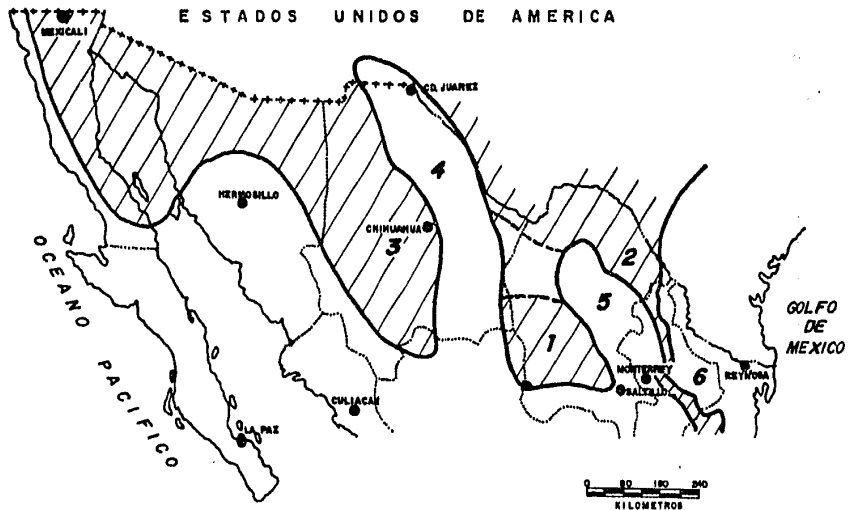 ESTADOS UNIDOS DE AMERICA
MEXICALI
CD. JUAREZ
4
HERMOSILLO
CHIHUAHUA
3
2
5
OCEANO PACIFICO
GOLFO
DE
MEXICO
1
MONTERREY
6
REYNOSA
SALTILLO
CULIACAN
LA PAZ
0 80 160 240
KILOMETROS